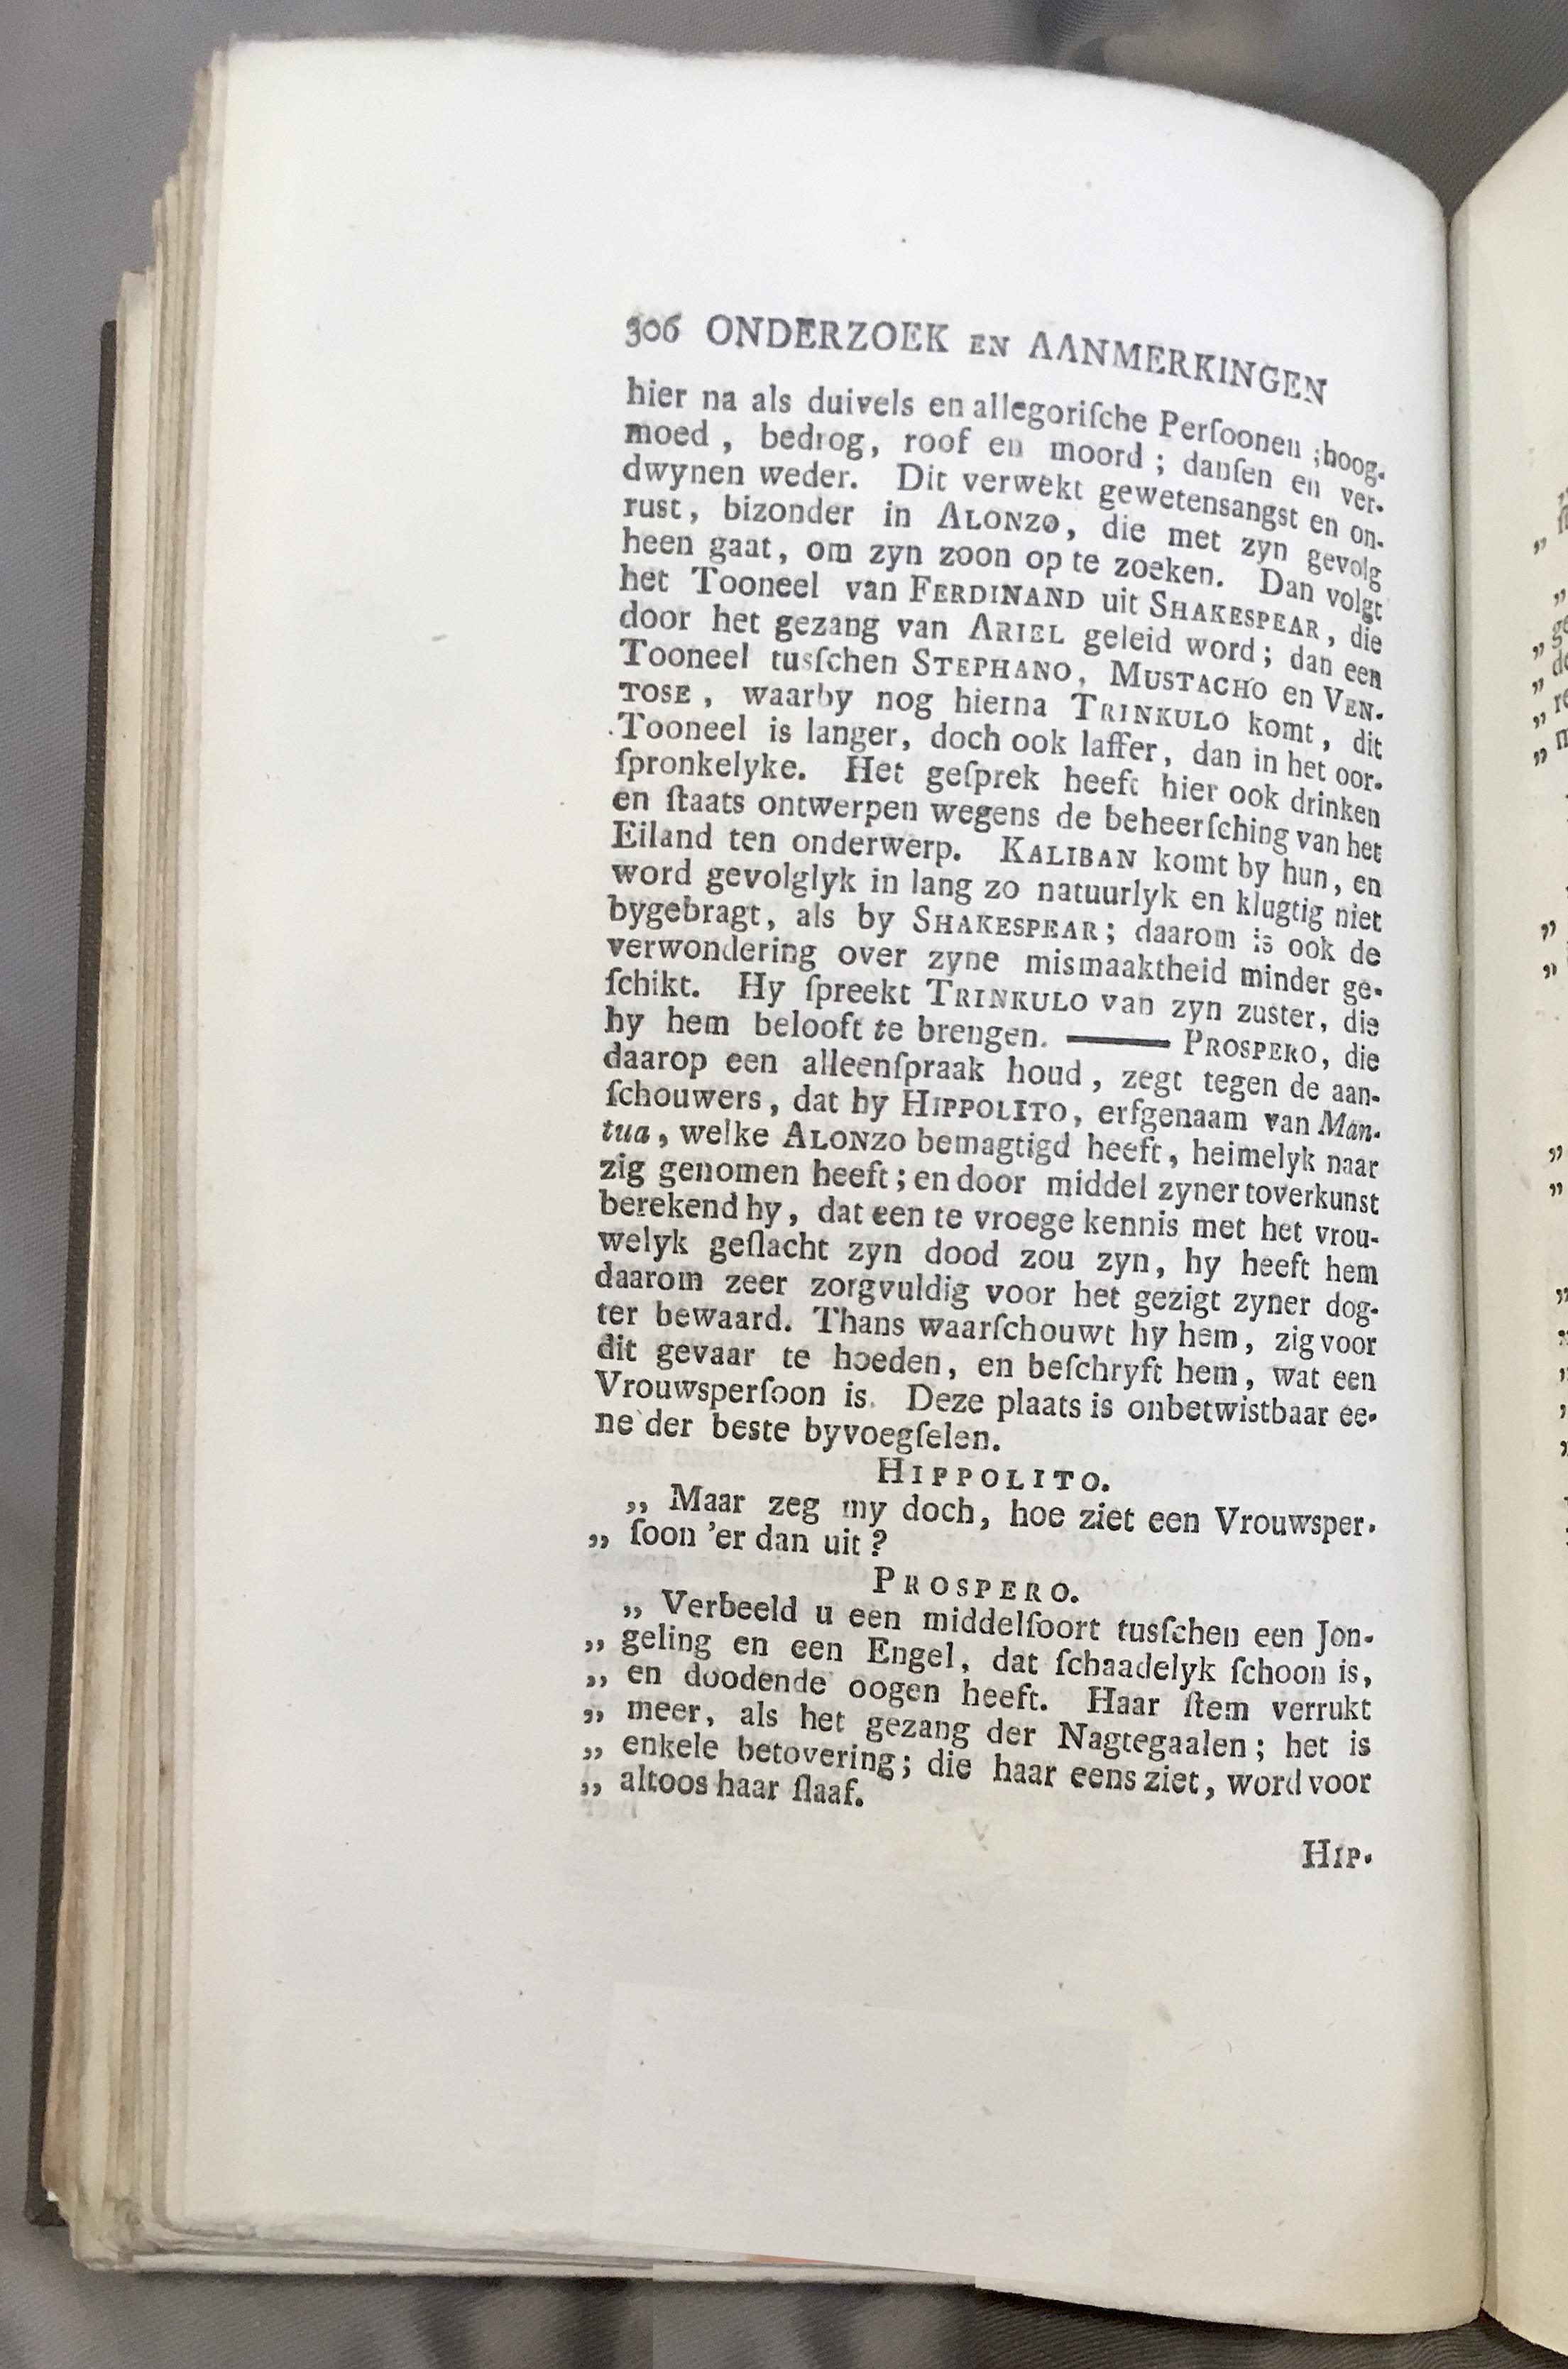 306 ONDERZOEK EN AANMERKINGEN
hier na als duivels en allegoriſche Perſoonen ; hoog-
moed , bedrog, roof en moord ; danſen en ver-
dwynen weder. Dit verwekt gewetensangst en on-
rust, bizonder in ALONZO, die met zyn gevolg
heen gaat, om zyn zoon op te zoeken. Dan volgt
het Tooneel van FERDINAND uit SHAKESPEAR, die
door het gezang van ARIEL geleid word; dan een
Tooneel tusſchen STEPHANO, MUSTACHO en VEN-
TOSE, waarby nog hierna TRINKULO komt, dit
Tooneel is langer, doch ook laffer, dan in het oor-
ſpronkelyke. Het geſprek heeft hier ook drinken
en ſtaats ontwerpen wegens de beheerſching van het
Eiland ten onderwerp. KALIBAN komt by hun, en
word gevolglyk in lang zo natuurlyk en klugtig niet
bygebragt, als by SHAKESPEAR; daarom is ook de
verwondering over zyne mismaaktheid minder ge-
ſchikt. Hy ſpreekt TRINKULO van zyn zuster, die
hy hem belooft te brengen. —— PROSPERO, die
daarop een alleenſpraak houd, zegt tegen de aan-
ſchouwers, dat hy HIPPOLITO, erfgenaam van Man-
tua, welke ALONZO bemagtigd heeft, heimelyk naar
zig genomen heeft; en door middel zyner toverkunst
berekend hy, dat een te vroege kennis met het vrou-
welyk geſlacht zyn dood zou zyn, hy heeft hem
daarom zeer zorgvuldig voor het gezigt zyner dog-
ter bewaard. Thans waarſchouwt hy hem, zig voor
dit gevaar te hoeden, en beſchryft hem, wat een
Vrouwsperſoon is. Deze plaats is onbetwistbaar ee-
ne der beste byvoegſelen.
HIPPOLITO.
„ Maar zeg my doch, hoe ziet een Vrouwsper-
„ ſoon 'er dan uit ?
PROSPERO.
„ Verbeeld u een middelſoort tusſchen een Jon-
„ geling en een Engel, dat ſchaadelyk ſchoon is,
„ en doodende oogen heeft. Haar ſtem verrukt
„ meer, als het gezang der Nagtegaalen; het is
„ enkele betovering; die haar eens ziet, word voor
„ altoos haar ſlaaf.
HIP-